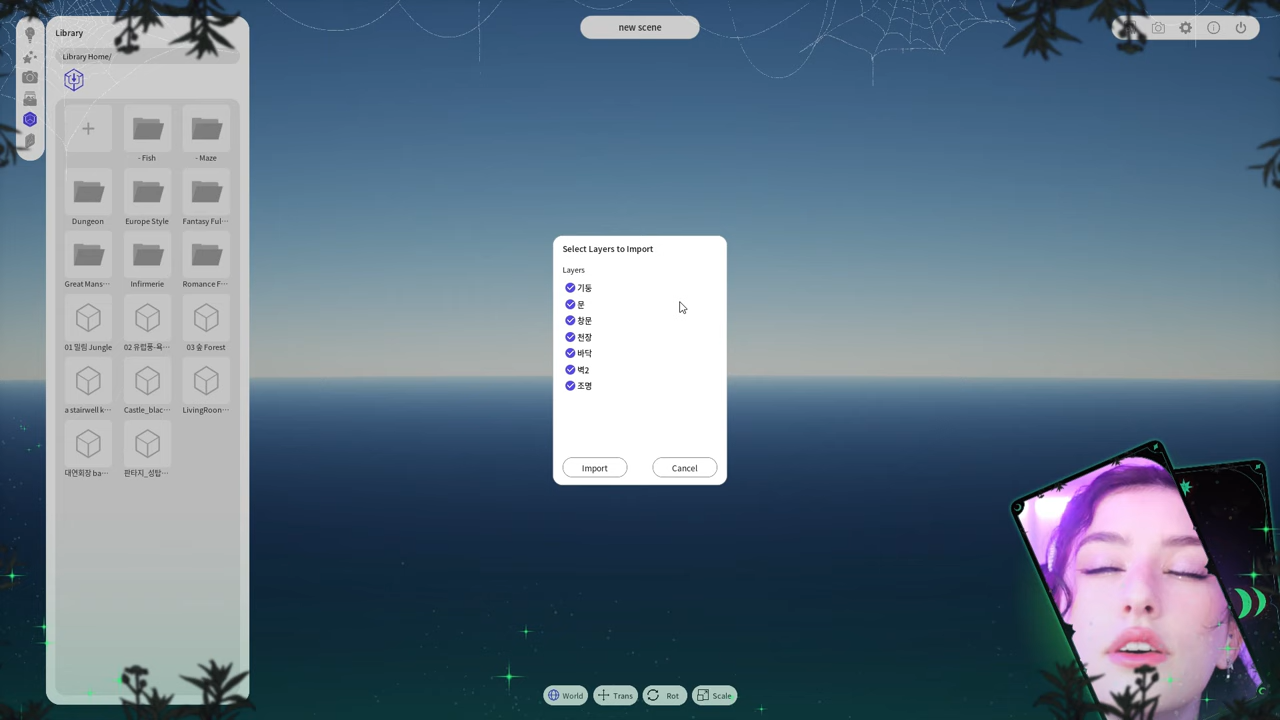 Library
new scene
Library Home/
- Fish
- Maze
Dungeon
Europe Style
Fantasy Ful···
Great Mans···
Infirmerie
Romance F···
01 밀림 Jungle
02 유럽풍-욕···
03 숲 Forest
a stairwell k···
Castle_blac···
LivingRoon···
대연회장 ba···
판타지_성탑···
Select Layers to Import
Layers
기둥
문
창문
천장
바닥
벽2
조명
Import
Cancel
World
Trans
Rot
Scale